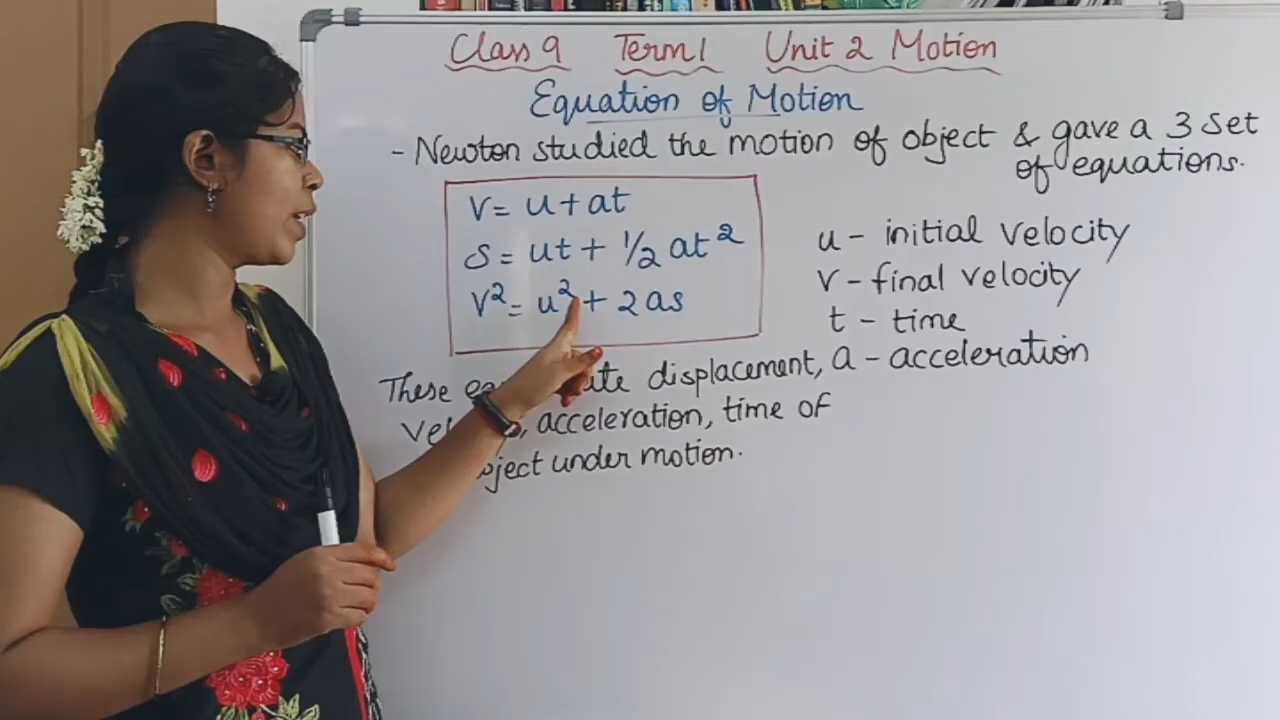 Class 9 Term 1 Unit 2 Motion
Equation of Motion
- Newton studied the motion of object & gave a 3 set
of equations.
V = u + at
S = ut + 1/2 at²
V² = u² + 2as
u - initial velocity
v - final velocity
t - time
a - acceleration
These displacement,
acceleration, time of
under motion.